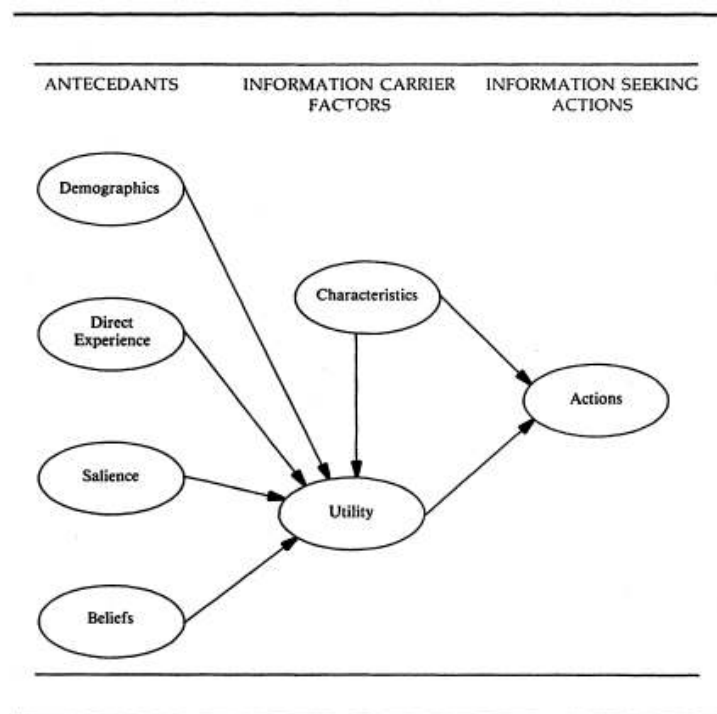 ANTECEDANTS
INFORMATION CARRIER
FACTORS
INFORMATION SEEKING
ACTIONS
Demographics
Direct
Experience
Salience
Beliefs
Characteristics
Utility
Actions